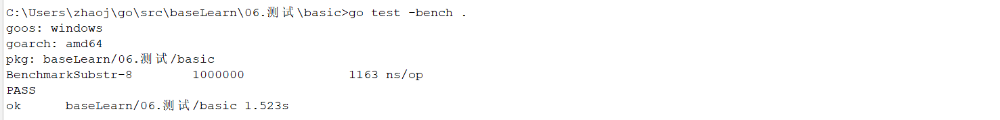 C:\Users\zhaoj\go\src\baseLearn\06.测试\basic>go test -bench .
goos: windows
goarch: amd64
pkg: baseLearn/06.测试/basic
BenchmarkSubstr-8        1000000              1163 ns/op
PASS
ok      baseLearn/06.测试/basic 1.523s